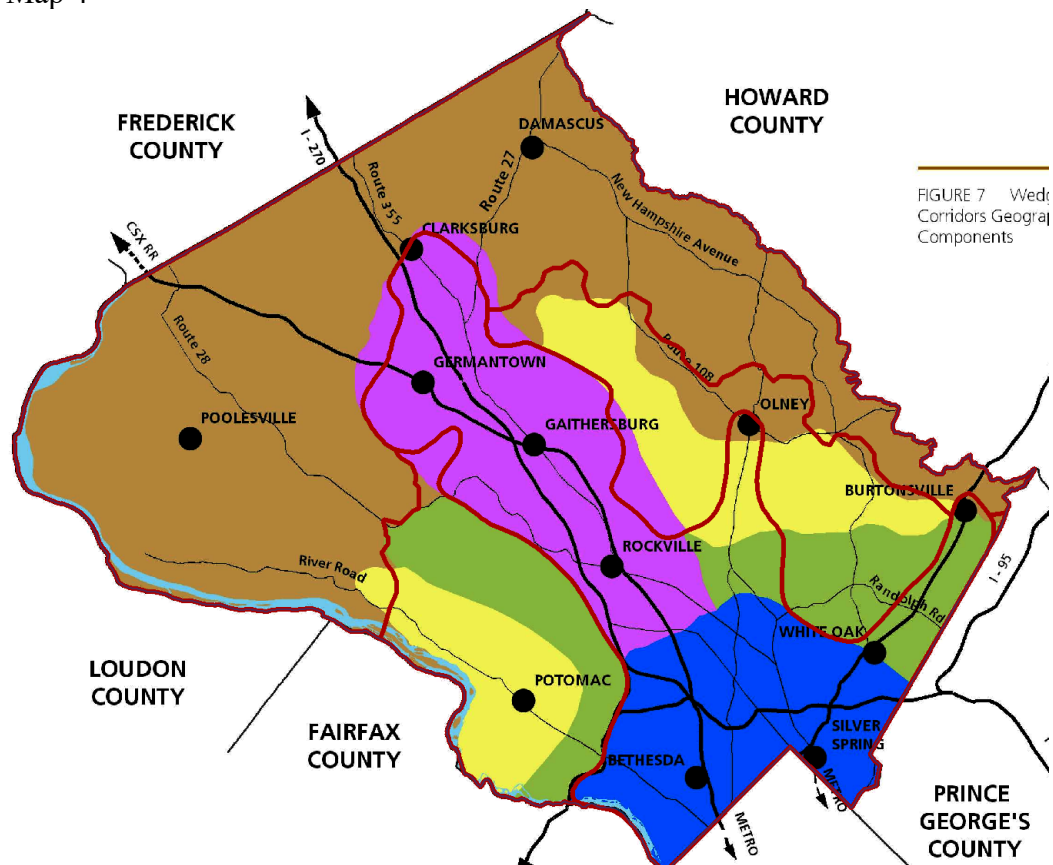 HOWARD
COUNTY
FREDERICK
COUNTY
I - 270
DAMASCUS
Route 355
Route 27
New Hampshire Avenue
FIGURE 7 Wedg
Corridors Geograp
Components
CSX RR
CLARKSBURG
Route 28
Route 108
GERMANTOWN
OLNEY
POOLESVILLE
GAITHERSBURG
BURTONSVILLE
ROCKVILLE
I - 95
River Road
Randolph Rd
WHITE OAK
LOUDON
COUNTY
POTOMAC
FAIRFAX
COUNTY
SILVER
SPRING
BETHESDA
METRO
METRO
PRINCE
GEORGE'S
COUNTY